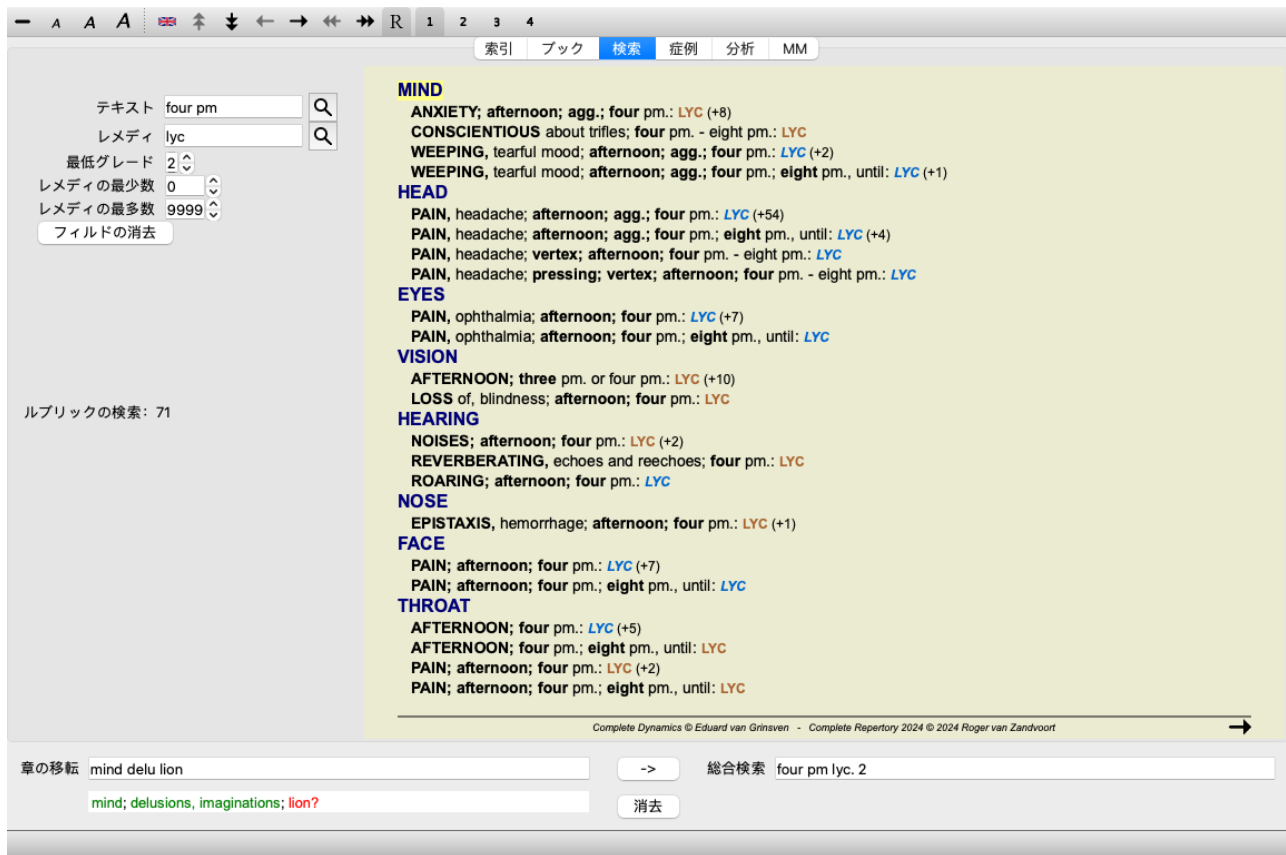 A A A R 1 2 3 4
索引 ブック 検索 症例 分析 MM
テキスト four pm
レメディ lyc
最低グレード 2
レメディの最少数 0
レメディの最多数 9999
フィールドの消去
ルブリックの検索: 71
MIND
ANXIETY; afternoon; agg.; four pm.: LYC (+8)
CONSCIENTIOUS about trifles; four pm. - eight pm.: LYC
WEEPING, tearful mood; afternoon; agg.; four pm.: LYC (+2)
WEEPING, tearful mood; afternoon; agg.; four pm.; eight pm., until: LYC (+1)
HEAD
PAIN, headache; afternoon; agg.; four pm.: LYC (+54)
PAIN, headache; afternoon; agg.; four pm.; eight pm., until: LYC (+4)
PAIN, headache; vertex; afternoon; four pm. - eight pm.: LYC
PAIN, headache; pressing; vertex; afternoon; four pm. - eight pm.: LYC
EYES
PAIN, ophthalmia; afternoon; four pm.: LYC (+7)
PAIN, ophthalmia; afternoon; four pm.; eight pm., until: LYC
VISION
AFTERNOON; three pm. or four pm.: LYC (+10)
LOSS of, blindness; afternoon; four pm.: LYC
HEARING
NOISES; afternoon; four pm.: LYC (+2)
REVERBERATING, echoes and reechoes; four pm.: LYC
ROARING; afternoon; four pm.: LYC
NOSE
EPISTAXIS, hemorrhage; afternoon; four pm.: LYC (+1)
FACE
PAIN; afternoon; four pm.: LYC (+7)
PAIN; afternoon; four pm.; eight pm., until: LYC
THROAT
AFTERNOON; four pm.: LYC (+5)
AFTERNOON; four pm.; eight pm., until: LYC
PAIN; afternoon; four pm.: LYC (+2)
PAIN; afternoon; four pm.; eight pm., until: LYC
Complete Dynamics © Eduard van Grinsven - Complete Repertory 2024 © 2024 Roger van Zandvoort
章の移転 mind delu lion -> 総合検索 four pm lyc. 2
mind; delusions, imaginations; lion? 消去